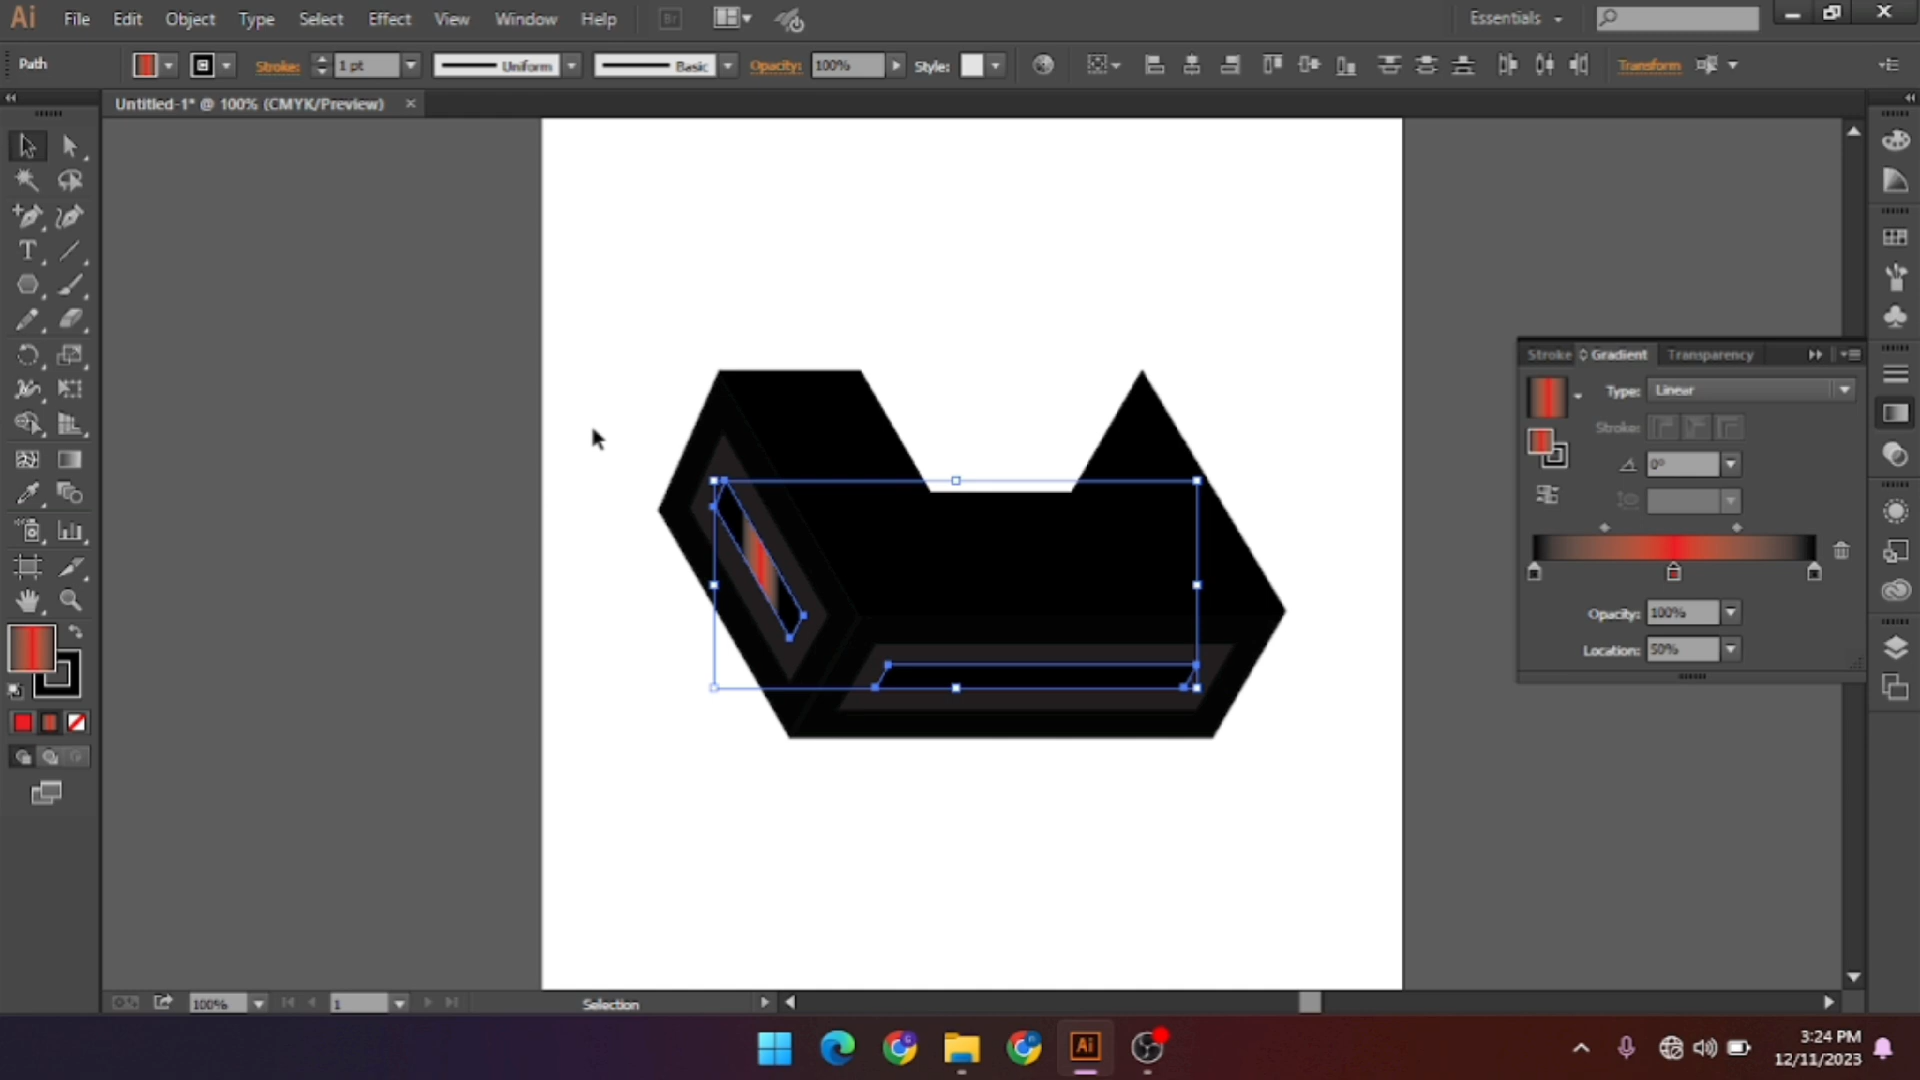 Ai File Edit Object Type Select Effect View Window Help Br Essentials
Path Stroke: 1 pt Uniform Basic Opacity: 100% Style: Transform
Untitled-1* @ 100% (CMYK/Preview) ×
Stroke Gradient Transparency
Type: Linear
Stroke:
0°
Opacity: 100%
Location: 50%
100% 1 Selection
Ai
3:24 PM
12/11/2023